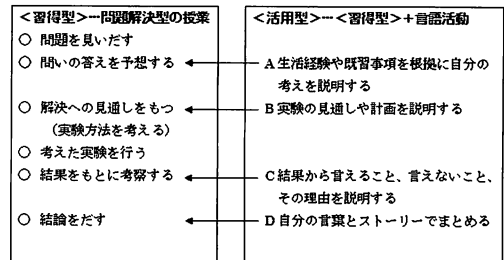 <習得型>…問題解決型の授業
○ 問題を見いだす
○ 問いの答えを予想する
○ 解決への見通しをもつ
(実験方法を考える)
○ 考えた実験を行う
○ 結果をもとに考察する
○ 結論をだす
<活用型>…<習得型>+言語活動
A 生活経験や既習事項を根拠に自分の
考えを説明する
B 実験の見通しや計画を説明する
C 結果から言えること、言えないこと、
その理由を説明する
D 自分の言葉とストーリーでまとめる